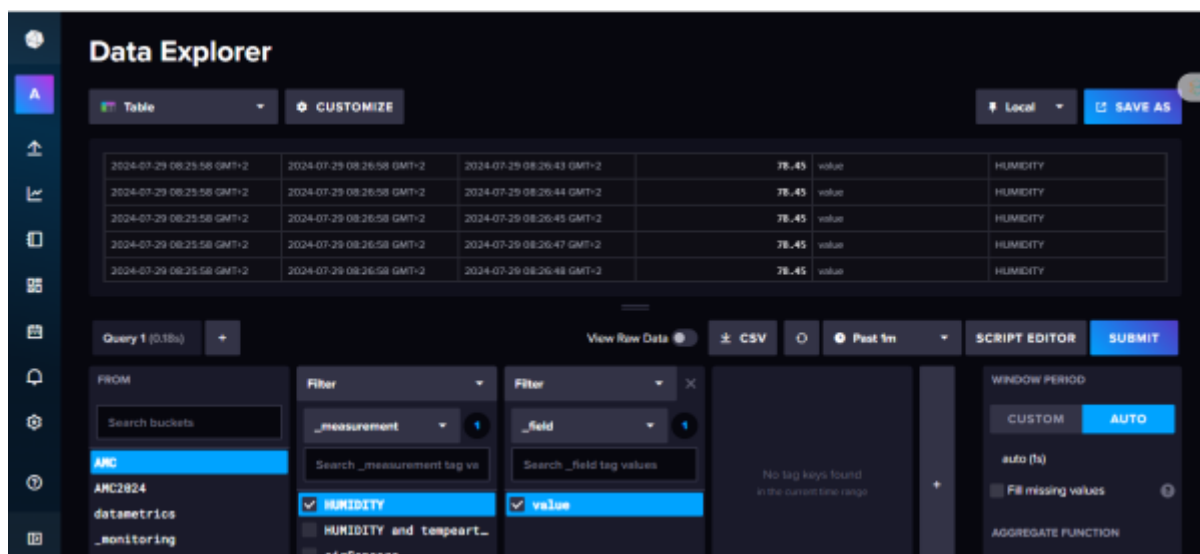 Data Explorer
A
Table
CUSTOMIZE
Local
SAVE AS
2024-07-29 08:25:58 GMT+2 2024-07-29 08:26:58 GMT+2 2024-07-29 08:26:43 GMT+2 78.45 value HUMIDITY
2024-07-29 08:25:58 GMT+2 2024-07-29 08:26:58 GMT+2 2024-07-29 08:26:44 GMT+2 78.45 value HUMIDITY
2024-07-29 08:25:58 GMT+2 2024-07-29 08:26:58 GMT+2 2024-07-29 08:26:45 GMT+2 78.45 value HUMIDITY
2024-07-29 08:25:58 GMT+2 2024-07-29 08:26:58 GMT+2 2024-07-29 08:26:47 GMT+2 78.45 value HUMIDITY
2024-07-29 08:25:58 GMT+2 2024-07-29 08:26:58 GMT+2 2024-07-29 08:26:48 GMT+2 78.45 value HUMIDITY
Query 1 (0.18s) +
View Raw Data
CSV
Past 1m
SCRIPT EDITOR
SUBMIT
FROM
Search buckets
AMC
AMC2024
datametrics
_monitoring
Filter
_measurement 1
Search _measurement tag va
HUMIDITY
HUMIDITY and tempeart…
Filter
_field 1
Search _field tag values
value
No tag keys found
in the current time range
+
WINDOW PERIOD
CUSTOM AUTO
auto (1s)
Fill missing values ?
AGGREGATE FUNCTION